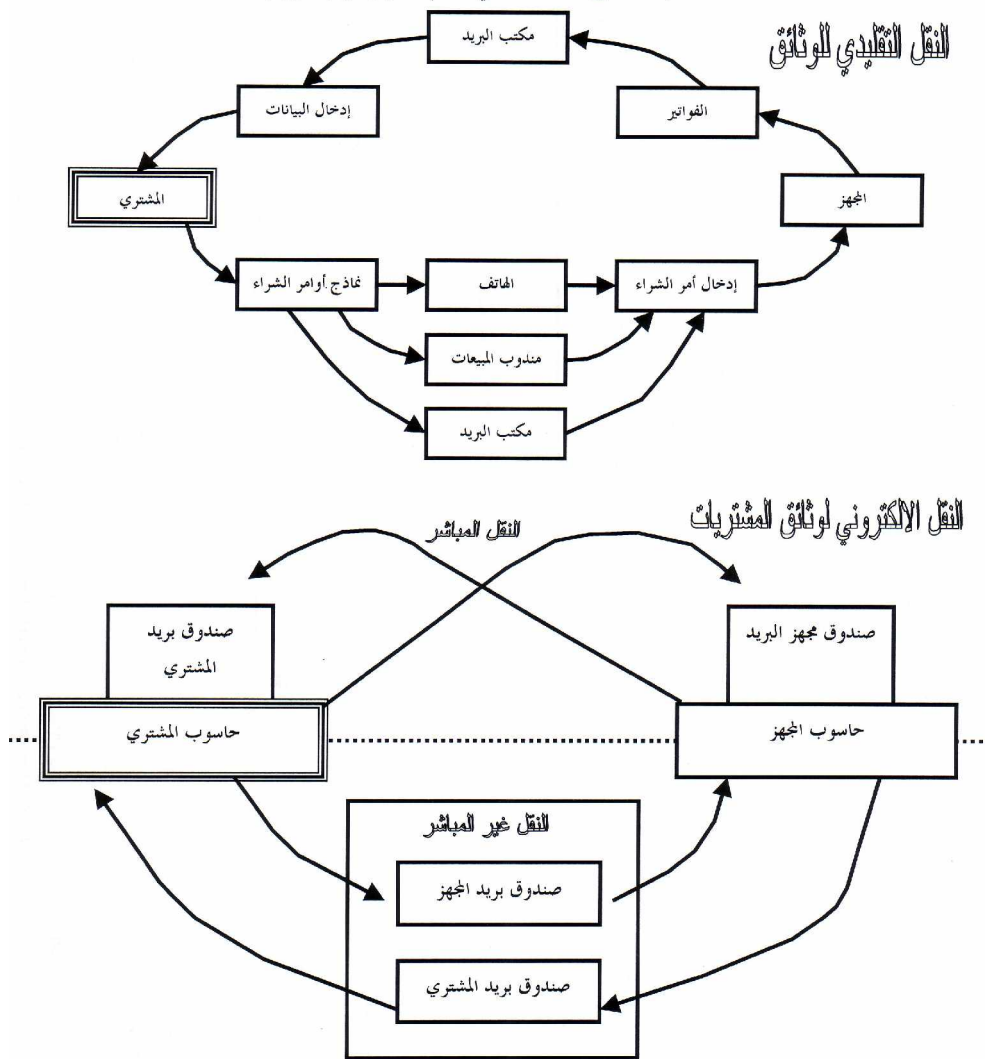 النقل التقليدي للوثائق
مكتب البريد
الفواتير
إدخال البيانات
المجهز
المشتري
إدخال أمر الشراء
الهاتف
نماذج أوامر الشراء
مندوب المبيعات
مكتب البريد
النقل الالكتروني لوثائق المشتريات
النقل المباشر
صندوق مجهز البريد
صندوق بريد
المشتري
حاسوب المجهز
حاسوب المشتري
النقل غير المباشر
صندوق بريد المجهز
صندوق بريد المشتري